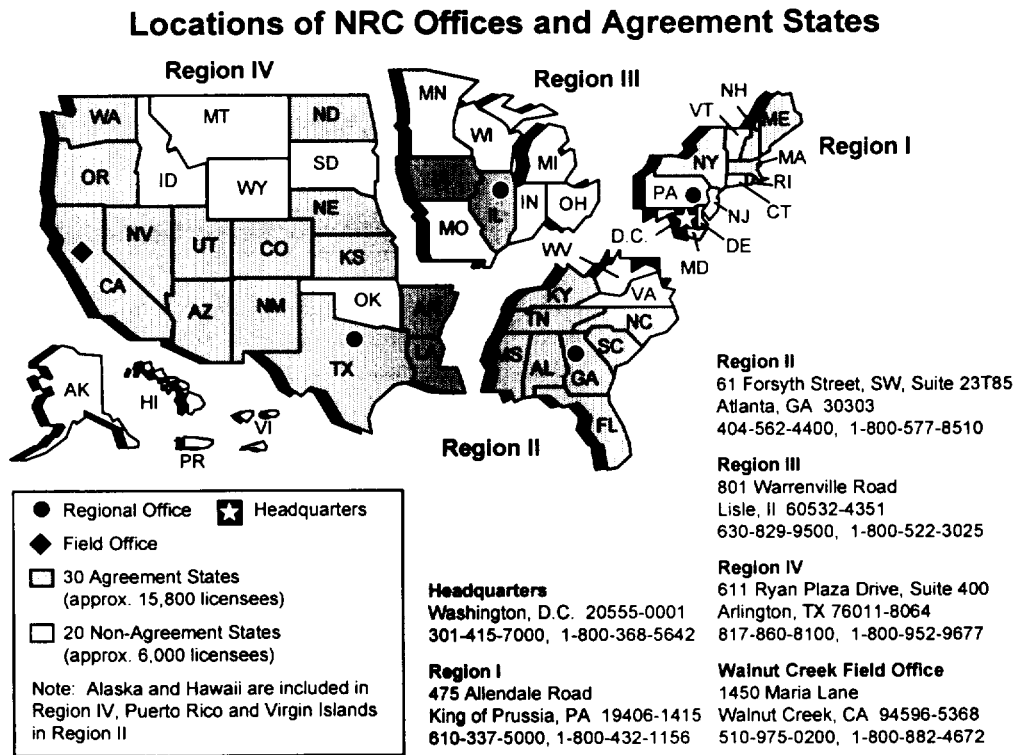 Locations of NRC Offices and Agreement States
Region IV
Region III
Region I
WA
MT
ND
MN
NH
VT
ME
OR
ID
SD
WI
MI
NY
MA
WY
NE
IL
IN
OH
PA
RI
CT
NJ
NV
UT
CO
KS
MO
D.C.
DE
WV
MD
CA
AZ
NM
OK
KY
VA
TN
NC
SC
TX
LA
MS
AL
GA
FL
AK
HI
VI
PR
Region II
Regional Office
Headquarters
Field Office
30 Agreement States
(approx. 15,800 licensees)
20 Non-Agreement States
(approx. 6,000 licensees)
Note: Alaska and Hawaii are included in
Region IV, Puerto Rico and Virgin Islands
in Region II
Headquarters
Washington, D.C. 20555-0001
301-415-7000, 1-800-368-5642
Region I
475 Allendale Road
King of Prussia, PA 19406-1415
610-337-5000, 1-800-432-1156
Region II
61 Forsyth Street, SW, Suite 23T85
Atlanta, GA 30303
404-562-4400, 1-800-577-8510
Region III
801 Warrenville Road
Lisle, Il 60532-4351
630-829-9500, 1-800-522-3025
Region IV
611 Ryan Plaza Drive, Suite 400
Arlington, TX 76011-8064
817-860-8100, 1-800-952-9677
Walnut Creek Field Office
1450 Maria Lane
Walnut Creek, CA 94596-5368
510-975-0200, 1-800-882-4672